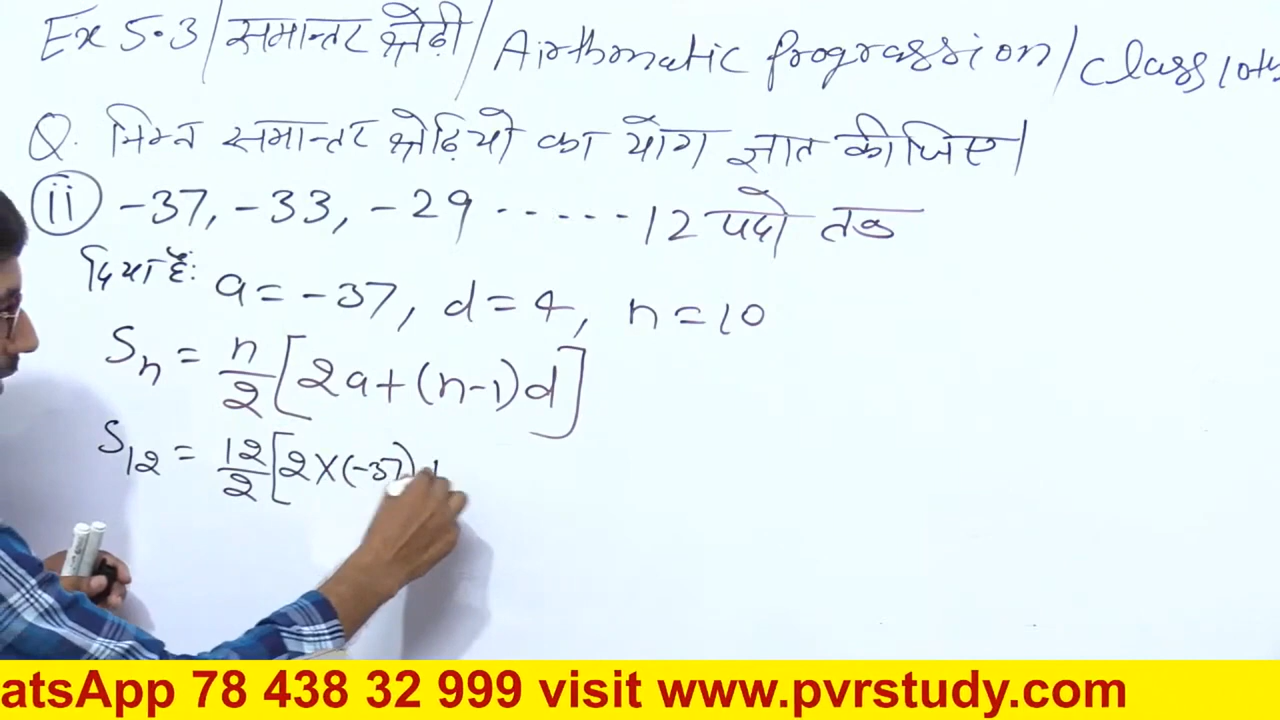 Ex 5.3/समान्तर श्रेढ़ी/Airthmatic progression/class 10th
Q. निम्न समान्तर श्रेढ़ियो का योग ज्ञात कीजिए।
ii -37, -33, -29 ...... 12 पदो तक
दिया है: a = -37, d = 4, n = 10
Sn = n/2 [2a + (n-1)d]
S12 = 12/2 [2×(-37) +
atsApp 78 438 32 999 visit www.pvrstudy.com